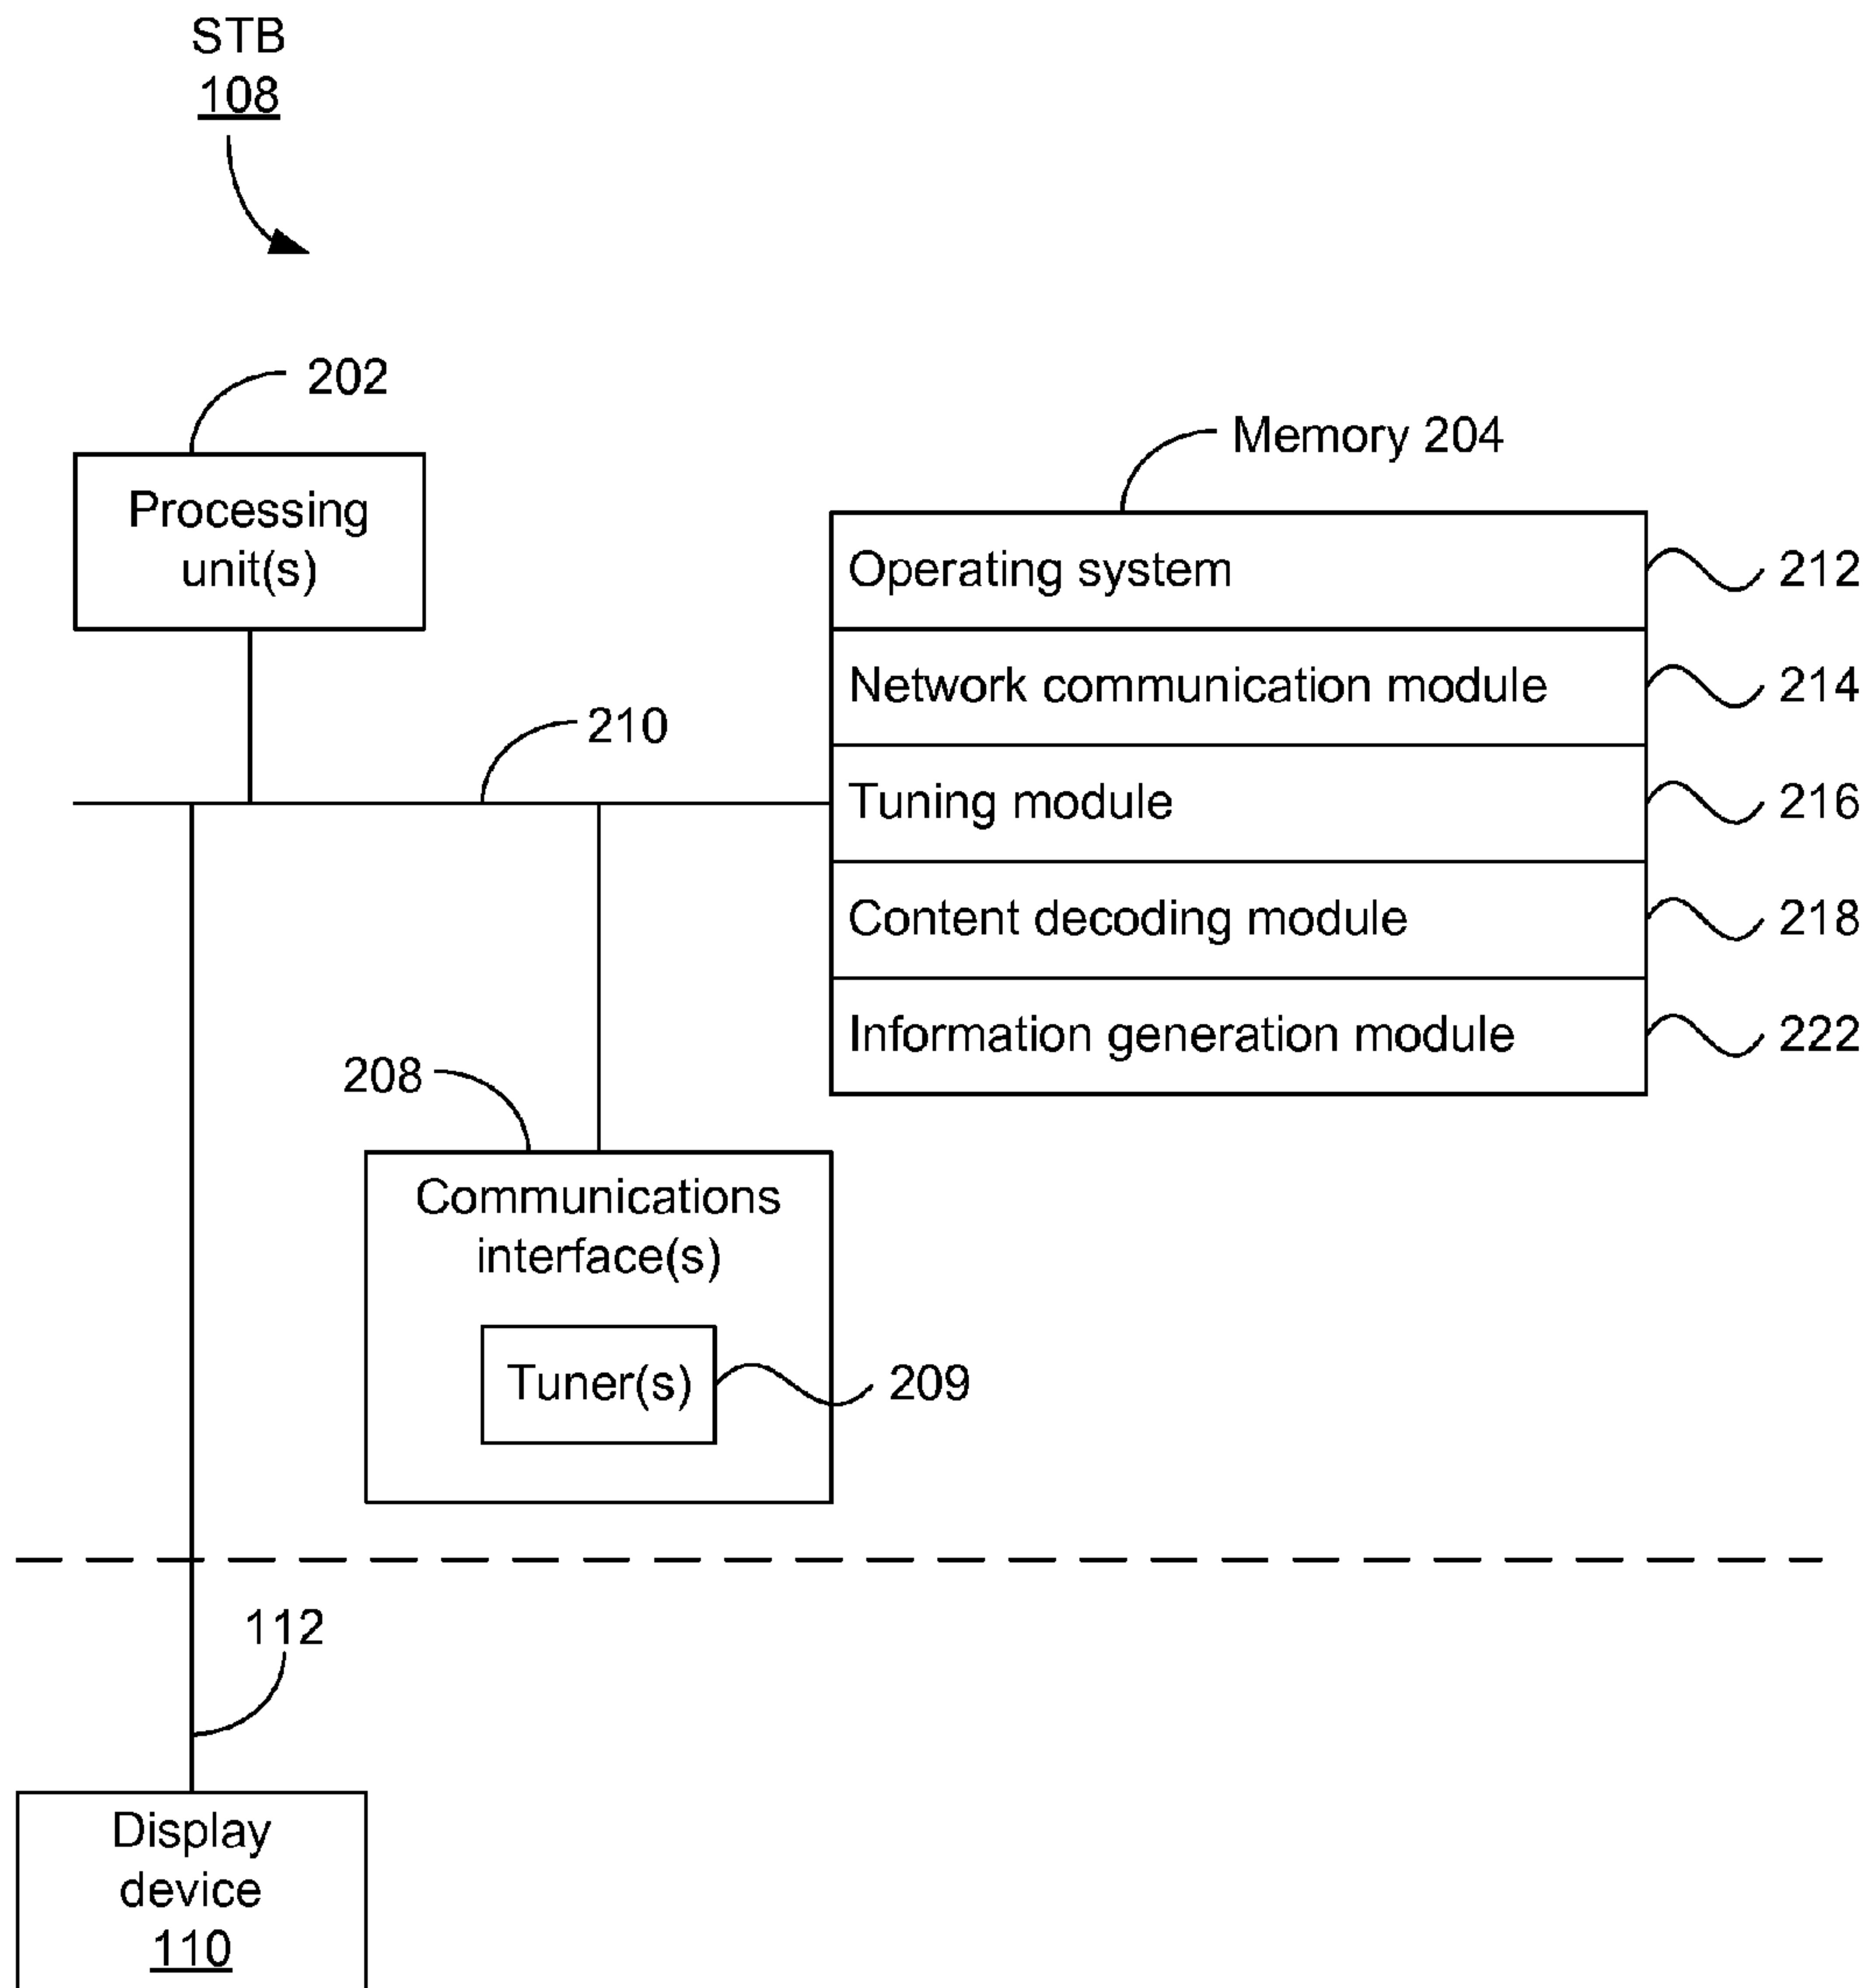 STB
108
202
Processing
unit(s)
Memory 204
Operating system
212
Network communication module
214
210
Tuning module
216
Content decoding module
218
Information generation module
222
208
Communications
interface(s)
Tuner(s)
209
112
Display
device
110